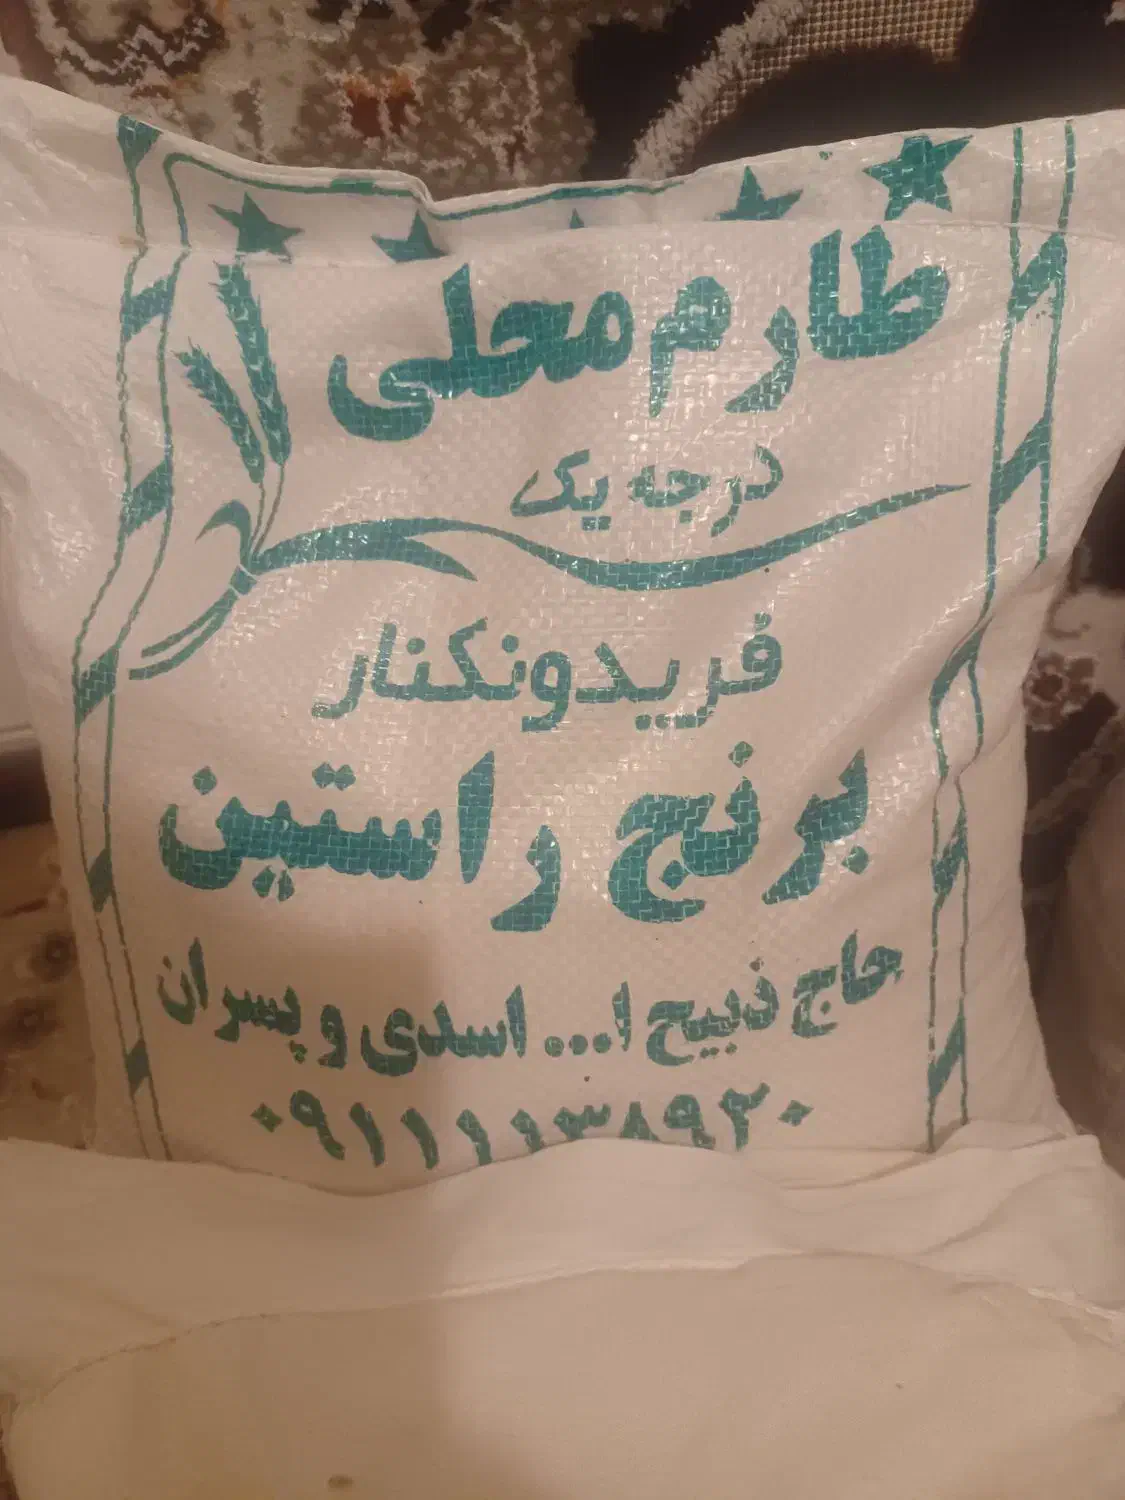 طارم محلی
درجه یک
فریدونکنار
برنج راستین
حاج ذبیح ا... اسدی و پسران
۰۹۱۱۱۱۳۸۹۲۰